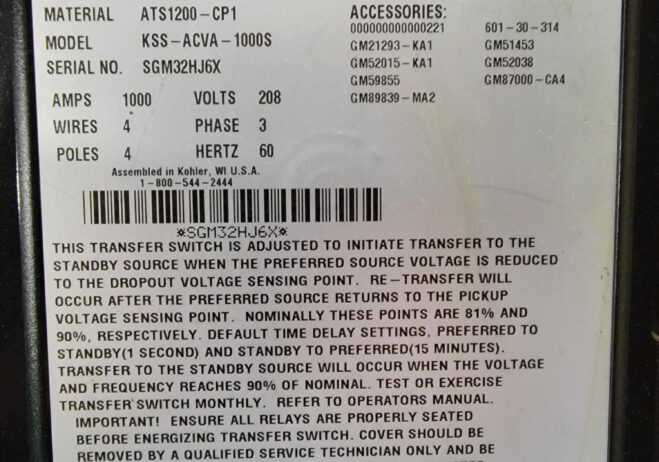 MATERIAL ATS1200-CP1
MODEL KSS-ACVA-1000S
SERIAL NO. SGM32HJ6X
ACCESSORIES:
000000000000221 601-30-314
GM21293-KA1 GM51453
GM52015-KA1 GM52038
GM59855 GM87000-CA4
GM89839-MA2
AMPS 1000 VOLTS 208
WIRES 4 PHASE 3
POLES 4 HERTZ 60
Assembled in Kohler, WI U.S.A.
1-800-544-2444
*SGM32HJ6X*
THIS TRANSFER SWITCH IS ADJUSTED TO INITIATE TRANSFER TO THE
STANDBY SOURCE WHEN THE PREFERRED SOURCE VOLTAGE IS REDUCED
TO THE DROPOUT VOLTAGE SENSING POINT. RE-TRANSFER WILL
OCCUR AFTER THE PREFERRED SOURCE RETURNS TO THE PICKUP
VOLTAGE SENSING POINT. NOMINALLY THESE POINTS ARE 81% AND
90%, RESPECTIVELY. DEFAULT TIME DELAY SETTINGS, PREFERRED TO
STANDBY(1 SECOND) AND STANDBY TO PREFERRED(15 MINUTES).
TRANSFER TO THE STANDBY SOURCE WILL OCCUR WHEN THE VOLTAGE
AND FREQUENCY REACHES 90% OF NOMINAL. TEST OR EXERCISE
TRANSFER SWITCH MONTHLY. REFER TO OPERATORS MANUAL.
IMPORTANT! ENSURE ALL RELAYS ARE PROPERLY SEATED
BEFORE ENERGIZING TRANSFER SWITCH. COVER SHOULD BE
REMOVED BY A QUALIFIED SERVICE TECHNICIAN ONLY AND BE